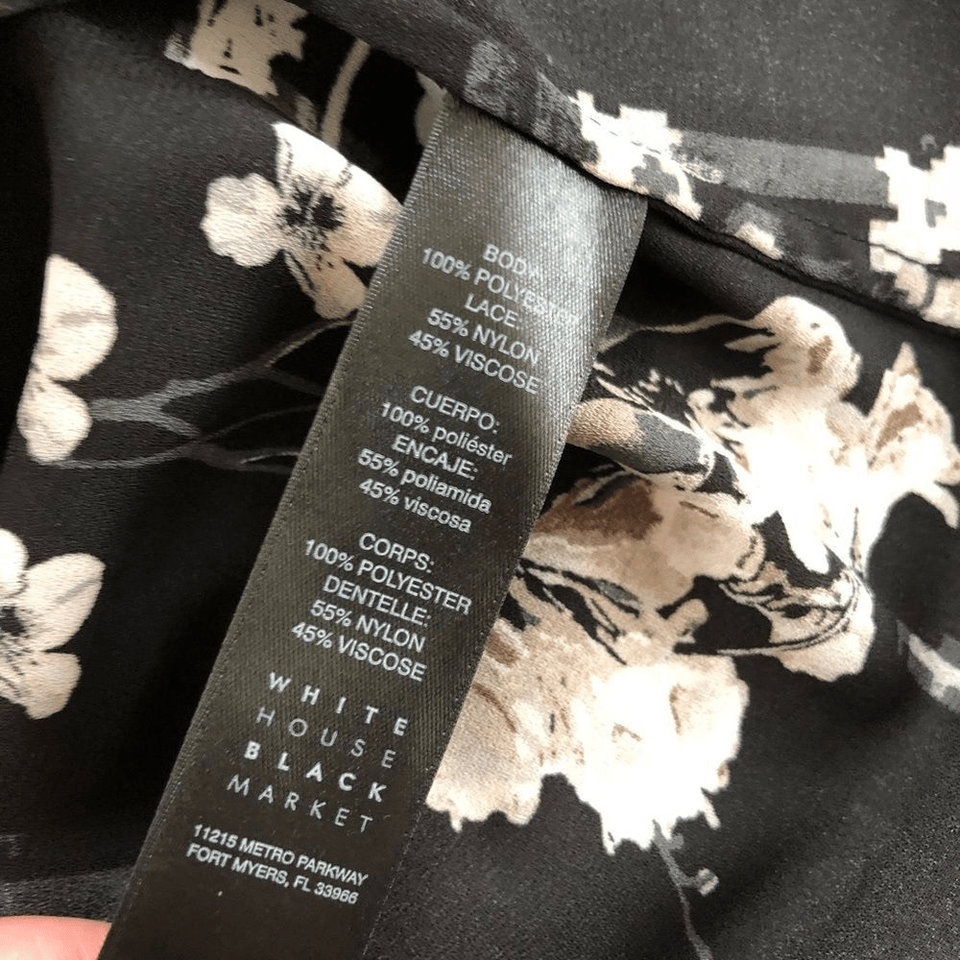 BODY:
100% POLYESTER
LACE:
55% NYLON
45% VISCOSE
CUERPO:
100% poliéster
ENCAJE:
55% poliamida
45% viscosa
CORPS:
100% POLYESTER
DENTELLE:
55% NYLON
45% VISCOSE
WHITE
HOUSE
BLACK
MARKET
11215 METRO PARKWAY
FORT MYERS, FL 33966